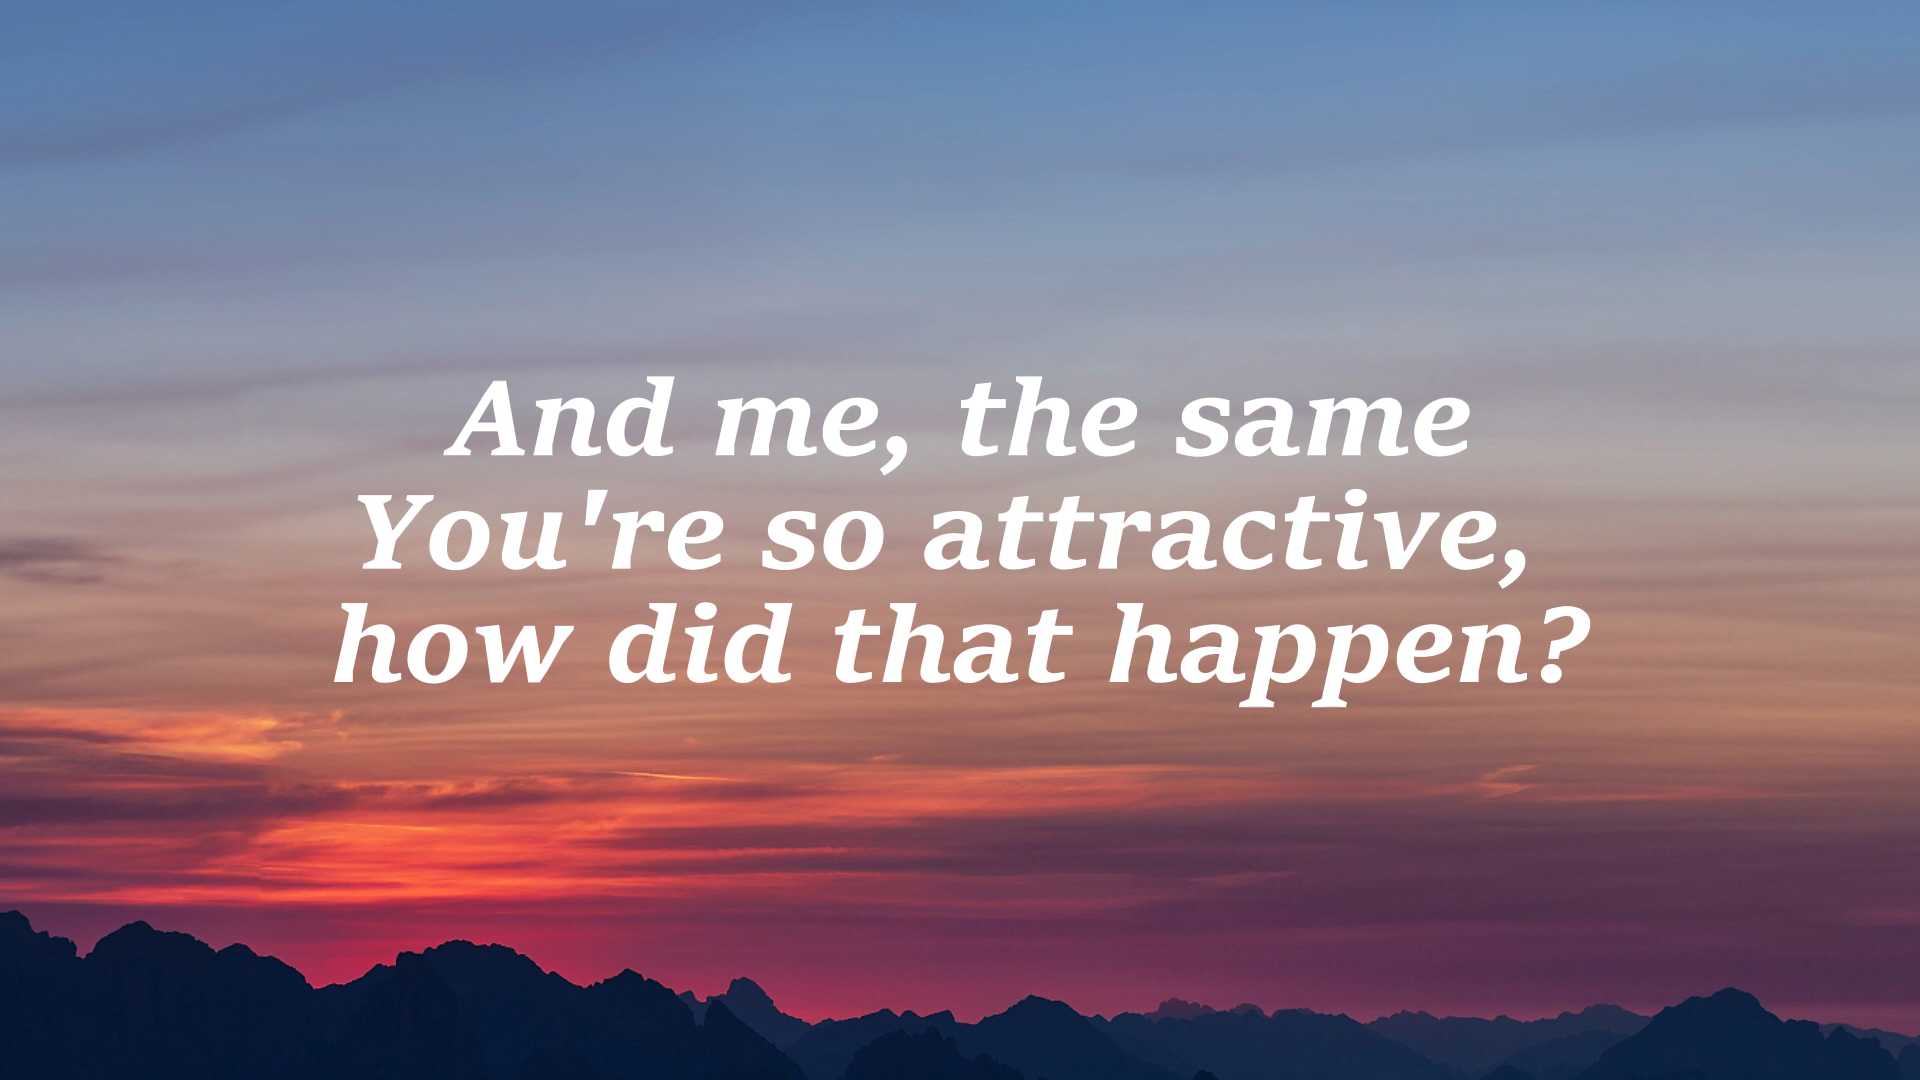 And me, the same
You're so attractive,
how did that happen?